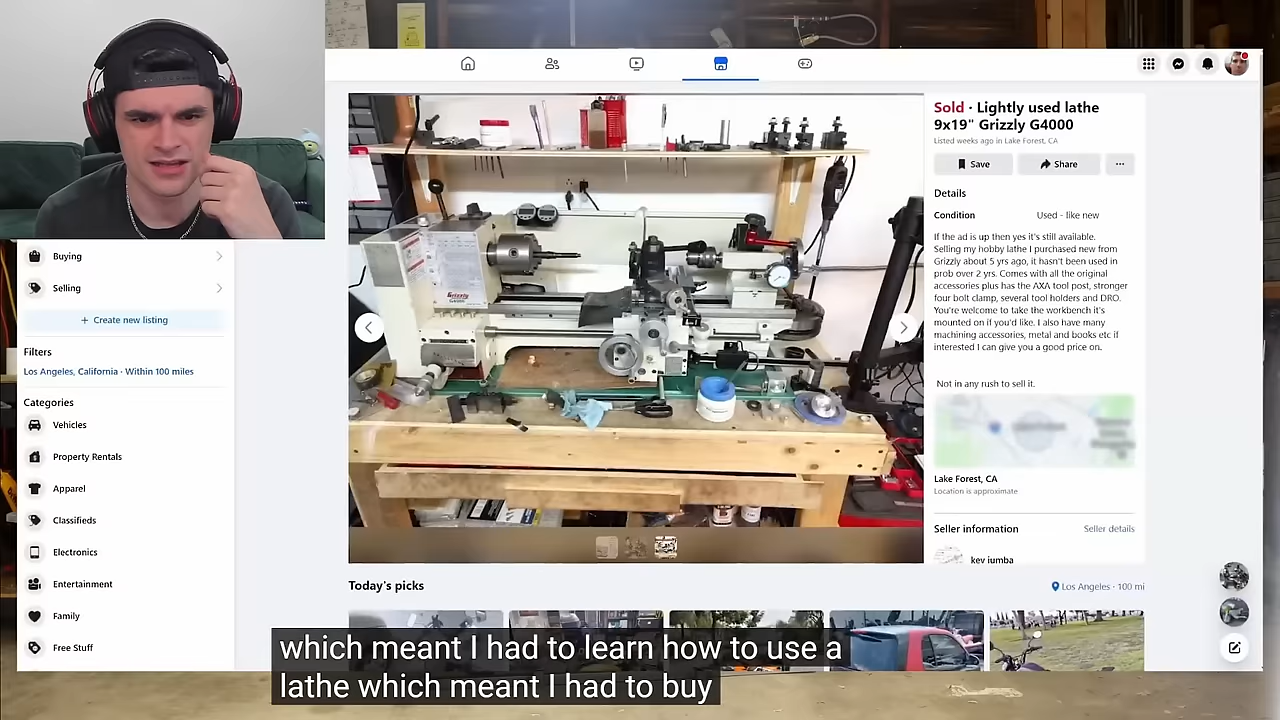 Buying
Selling
+ Create new listing
Filters
Los Angeles, California · Within 100 miles
Categories
Vehicles
Property Rentals
Apparel
Classifieds
Electronics
Entertainment
Family
Free Stuff
Grizzly
G4000
Sold · Lightly used lathe
9x19" Grizzly G4000
Listed weeks ago in Lake Forest, CA
Save
Share
Details
Condition
Used - like new
If the ad is up then yes it's still available.
Selling my hobby lathe I purchased new from
Grizzly about 5 yrs ago, it hasn't been used in
prob over 2 yrs. Comes with all the original
accessories plus has the AXA tool post, stronger
four bolt clamp, several tool holders and DRO.
You're welcome to take the workbench it's
mounted on if you'd like. I also have many
machining accessories, metal and books etc if
interested I can give you a good price on.
Not in any rush to sell it.
Lake Forest, CA
Location is approximate
Seller information
Seller details
kev jumba
Today's picks
Los Angeles · 100 mi
which meant I had to learn how to use a
lathe which meant I had to buy